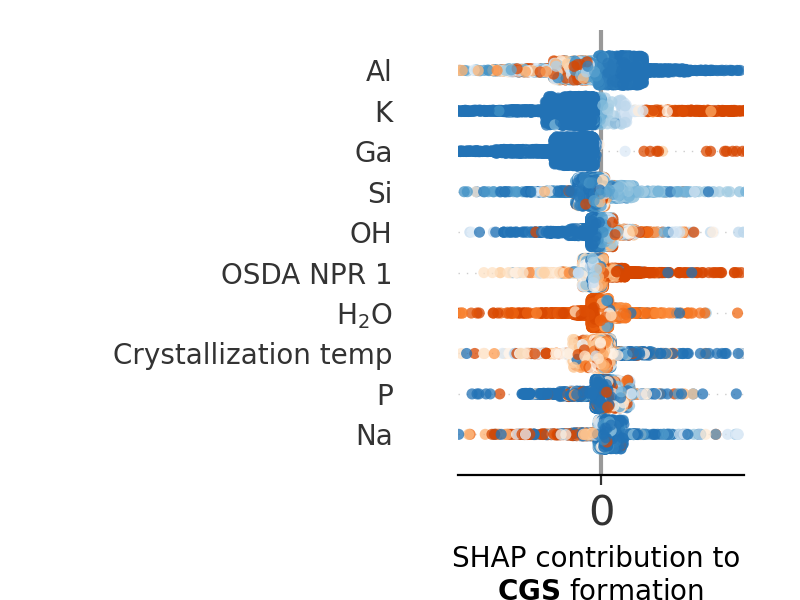 Al
K
Ga
Si
OH
OSDA NPR 1
H₂O
Crystallization temp
P
Na
0
SHAP contribution to
CGS formation